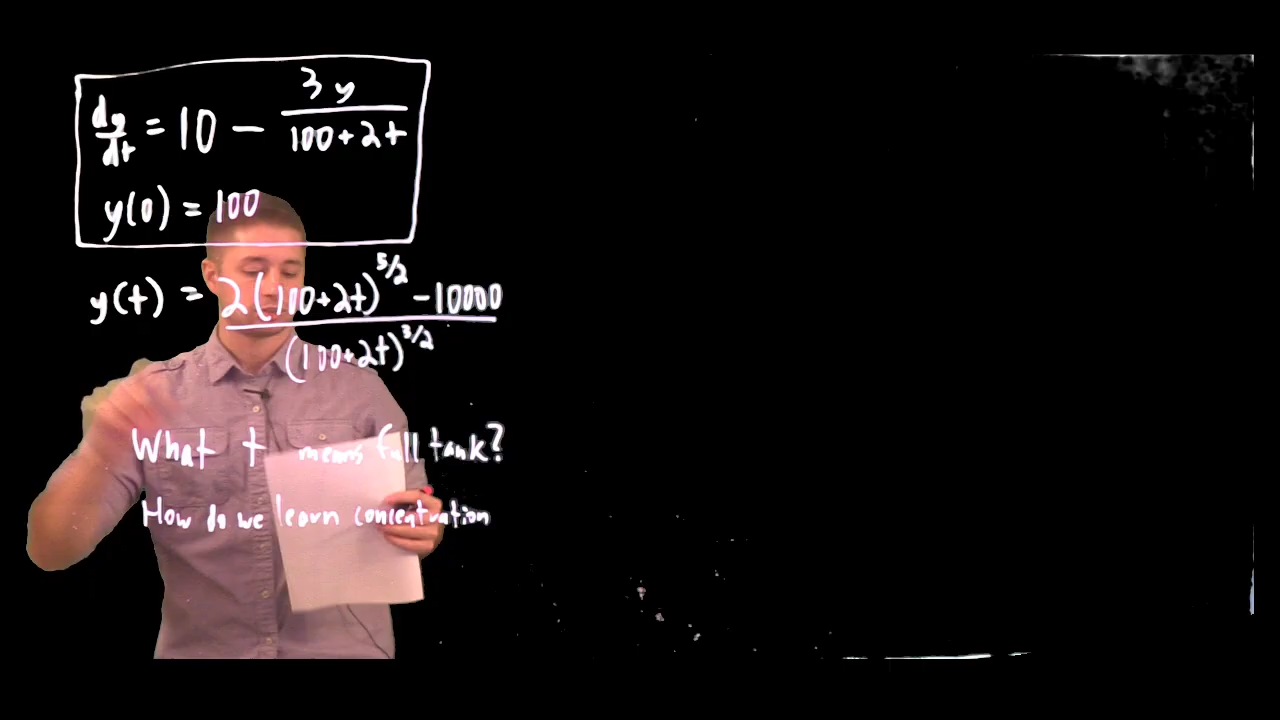 dy/dt = 10 − 3y/(100+2t)
y(0) = 100
y(t) = (2(100+2t)^(5/2) − 10000)/(100+2t)^(3/2)
What t means full tank?
How do we learn concentration